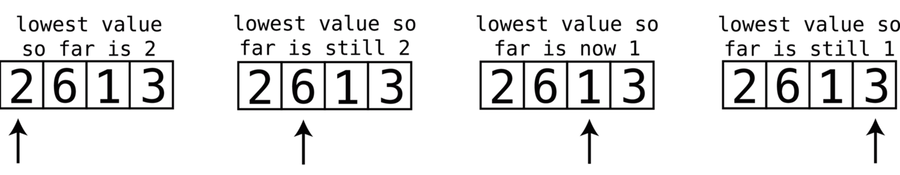 lowest value
so far is 2
2 6 1 3
lowest value so
far is still 2
2 6 1 3
lowest value so
far is now 1
2 6 1 3
lowest value so
far is still 1
2 6 1 3